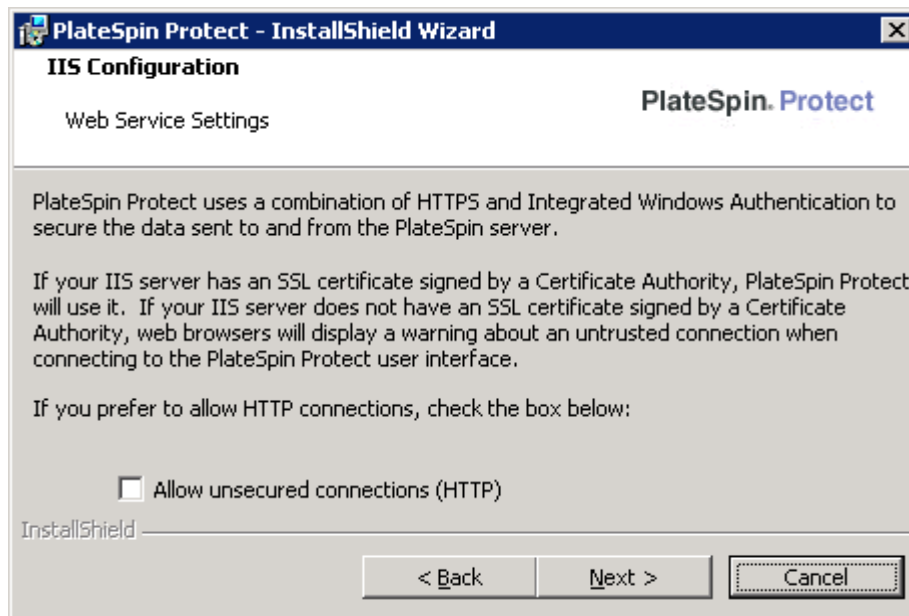 PlateSpin Protect - InstallShield Wizard
IIS Configuration
PlateSpin. Protect
Web Service Settings
PlateSpin Protect uses a combination of HTTPS and Integrated Windows Authentication to
secure the data sent to and from the PlateSpin server.
If your IIS server has an SSL certificate signed by a Certificate Authority, PlateSpin Protect
will use it.  If your IIS server does not have an SSL certificate signed by a Certificate
Authority, web browsers will display a warning about an untrusted connection when
connecting to the PlateSpin Protect user interface.
If you prefer to allow HTTP connections, check the box below:
Allow unsecured connections (HTTP)
InstallShield
< Back
Next >
Cancel